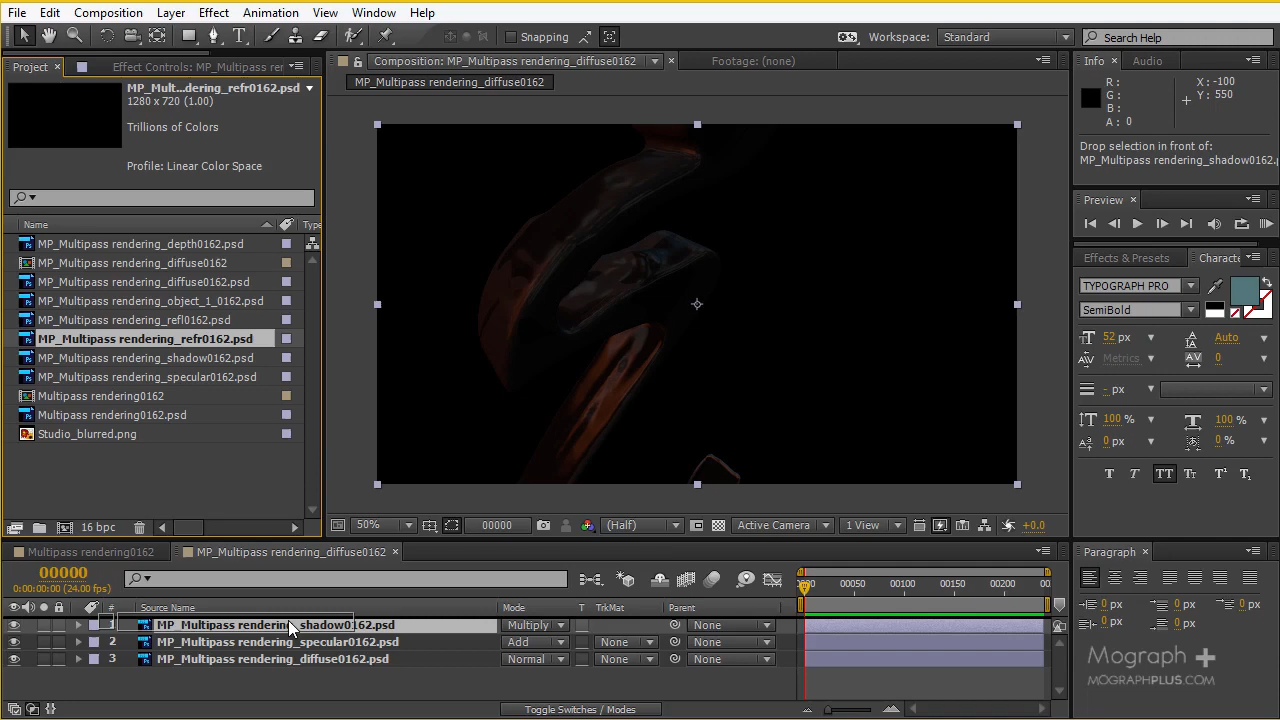 File Edit Composition Layer Effect Animation View Window Help
Snapping
Workspace: Standard
Search Help
Project
Effect Controls: MP_Multipass rer
Composition: MP_Multipass rendering_diffuse0162
Footage: (none)
Info
Audio
MP_Multipass rendering_diffuse0162
MP_Mult...dering_refr0162.psd
1280 x 720 (1.00)
Trillions of Colors
Profile: Linear Color Space
R :
G :
B :
A : 0
X : -100
Y : 550
Drop selection in front of:
MP_Multipass rendering_shadow0162.
Preview
Name
Type
MP_Multipass rendering_depth0162.psd
MP_Multipass rendering_diffuse0162
MP_Multipass rendering_diffuse0162.psd
MP_Multipass rendering_object_1_0162.psd
MP_Multipass rendering_refl0162.psd
MP_Multipass rendering_refr0162.psd
MP_Multipass rendering_shadow0162.psd
MP_Multipass rendering_specular0162.psd
Multipass rendering0162
Multipass rendering0162.psd
Studio_blurred.png
16 bpc
Effects & Presets
Characte
TYPOGRAPH PRO
SemiBold
52 px
Auto
Metrics
0
- px
100 %
100 %
0 px
0 %
T T TT Tt T¹ T₁
50%
00000
(Half)
Active Camera
1 View
+0.0
Multipass rendering0162
MP_Multipass rendering_diffuse0162
00000
0:00:00:00 (24.00 fps)
00050 00100 00150 00200
# Source Name Mode T TrkMat Parent
1 MP_Multipass rendering_shadow0162.psd Multiply None
2 MP_Multipass rendering_specular0162.psd Add None None
3 MP_Multipass rendering_diffuse0162.psd Normal None None
Toggle Switches / Modes
Paragraph
0 px 0 px 0 px
0 px 0 px
Mograph +
MOGRAPHPLUS.COM